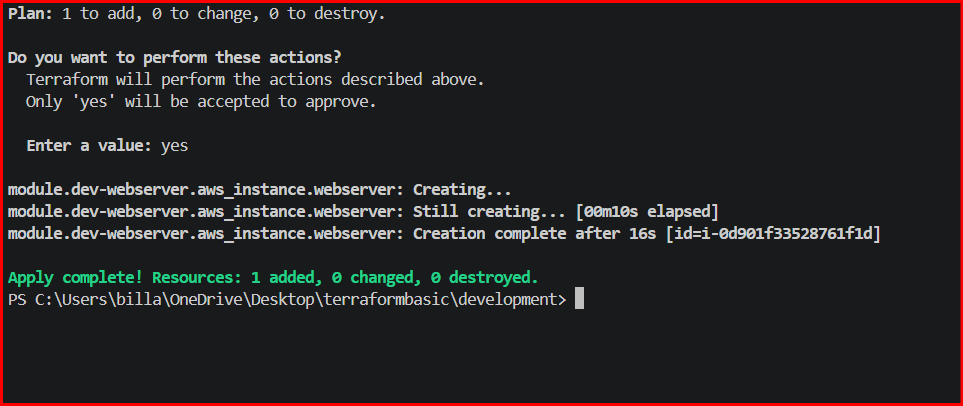 Plan: 1 to add, 0 to change, 0 to destroy.
Do you want to perform these actions?
Terraform will perform the actions described above.
Only 'yes' will be accepted to approve.
Enter a value: yes
module.dev-webserver.aws_instance.webserver: Creating...
module.dev-webserver.aws_instance.webserver: Still creating... [00m10s elapsed]
module.dev-webserver.aws_instance.webserver: Creation complete after 16s [id=i-0d901f33528761f1d]
Apply complete! Resources: 1 added, 0 changed, 0 destroyed.
PS C:\Users\billa\OneDrive\Desktop\terraformbasic\development>